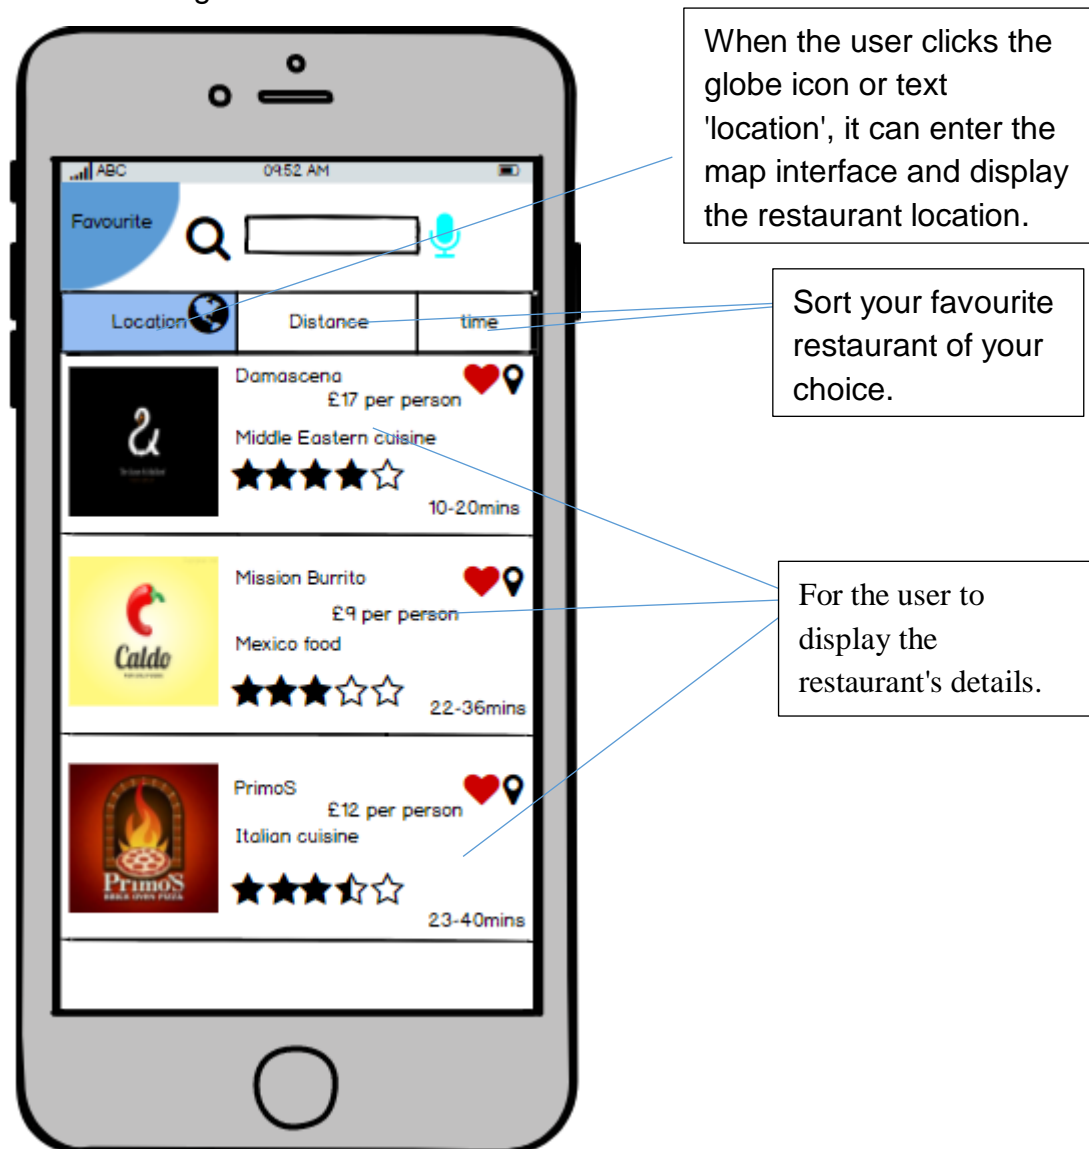 When the user clicks the
globe icon or text
'location', it can enter the
map interface and display
the restaurant location.
ABC
09:52 AM
Favourite
Location
Distance
time
Sort your favourite
restaurant of your
choice.
Damascena
£17 per person
Middle Eastern cuisine
10-20mins
Mission Burrito
£9 per person
Mexico food
22-36mins
Caldo
For the user to
display the
restaurant's details.
PrimoS
£12 per person
Italian cuisine
23-40mins
PrimoS
BRICK OVEN PIZZA